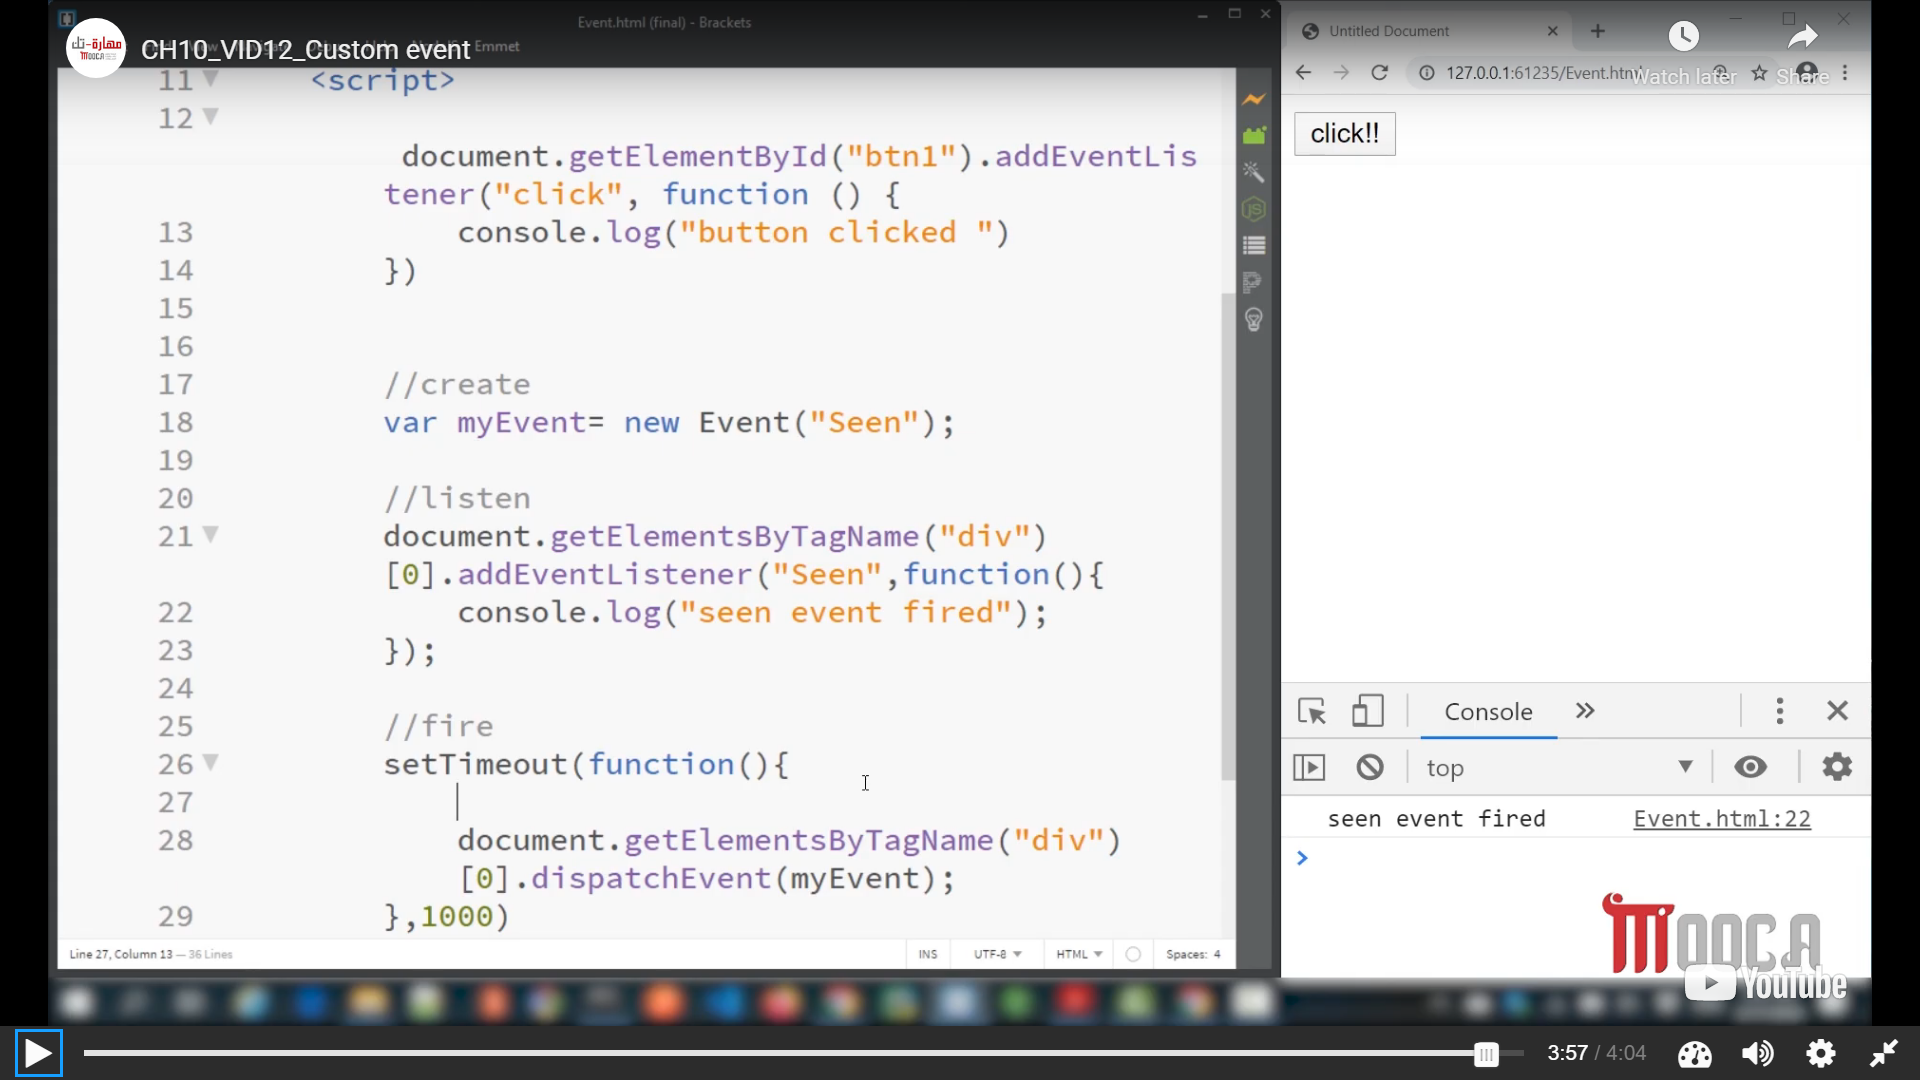 Event.html (final) - Brackets
Emmet
مهارة-تك
MOOCA
CH10_VID12_Custom event
11 <script>
12
document.getElementById("btn1").addEventLis
tener("click", function () {
13 console.log("button clicked ")
14 })
15
16
17 //create
18 var myEvent= new Event("Seen");
19
20 //listen
21 document.getElementsByTagName("div")
[0].addEventListener("Seen",function(){
22 console.log("seen event fired");
23 });
24
25 //fire
26 setTimeout(function(){
27
28 document.getElementsByTagName("div")
[0].dispatchEvent(myEvent);
29 },1000)
Line 27, Column 13 — 36 Lines
INS UTF-8 HTML Spaces: 4
Untitled Document
127.0.0.1:61235/Event.html
Watch later Share
click!!
Console
top
seen event fired Event.html:22
MOOCA
YouTube
3:57 / 4:04